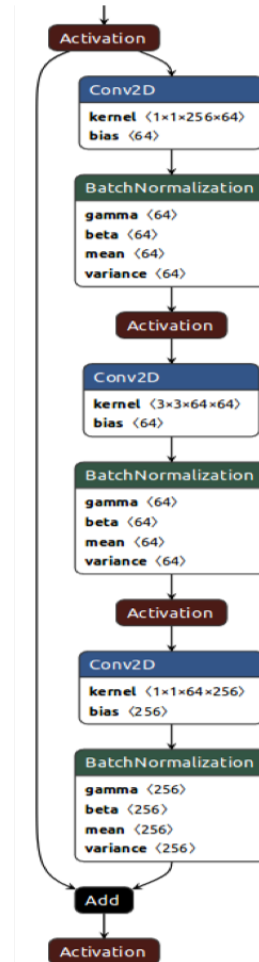 Activation
Conv2D
kernel ⟨1×1×256×64⟩
bias ⟨64⟩
BatchNormalization
gamma ⟨64⟩
beta ⟨64⟩
mean ⟨64⟩
variance ⟨64⟩
Activation
Conv2D
kernel ⟨3×3×64×64⟩
bias ⟨64⟩
BatchNormalization
gamma ⟨64⟩
beta ⟨64⟩
mean ⟨64⟩
variance ⟨64⟩
Activation
Conv2D
kernel ⟨1×1×64×256⟩
bias ⟨256⟩
BatchNormalization
gamma ⟨256⟩
beta ⟨256⟩
mean ⟨256⟩
variance ⟨256⟩
Add
Activation